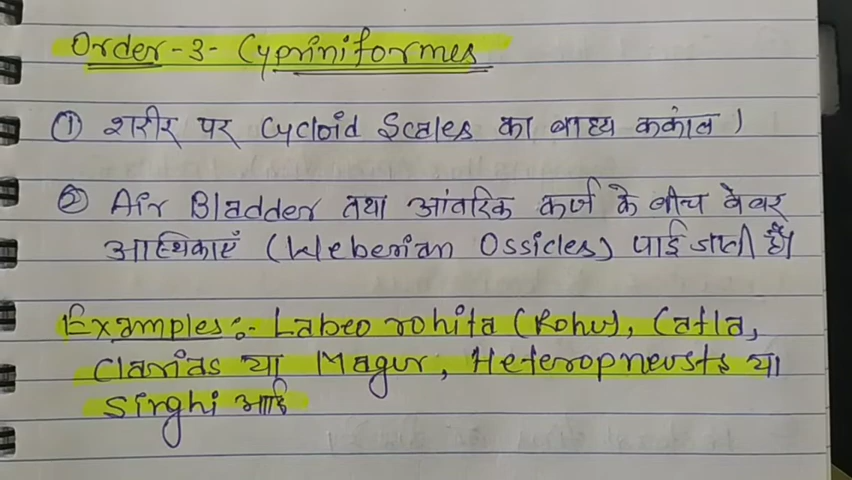 Order-3- Cypriniformes
① शरीर पर Cycloid Scales का बाह्य ककांल ।
② Air Bladder तथा आंतरिक कर्ण के बीच वेबर
अस्थिकाएं (Weberian Ossicles) पाई जाती हैं।
Examples:- Labeo rohita (Rohu), Catla,
Clarias या Magur, Heteropneusts या
Singhi आदि